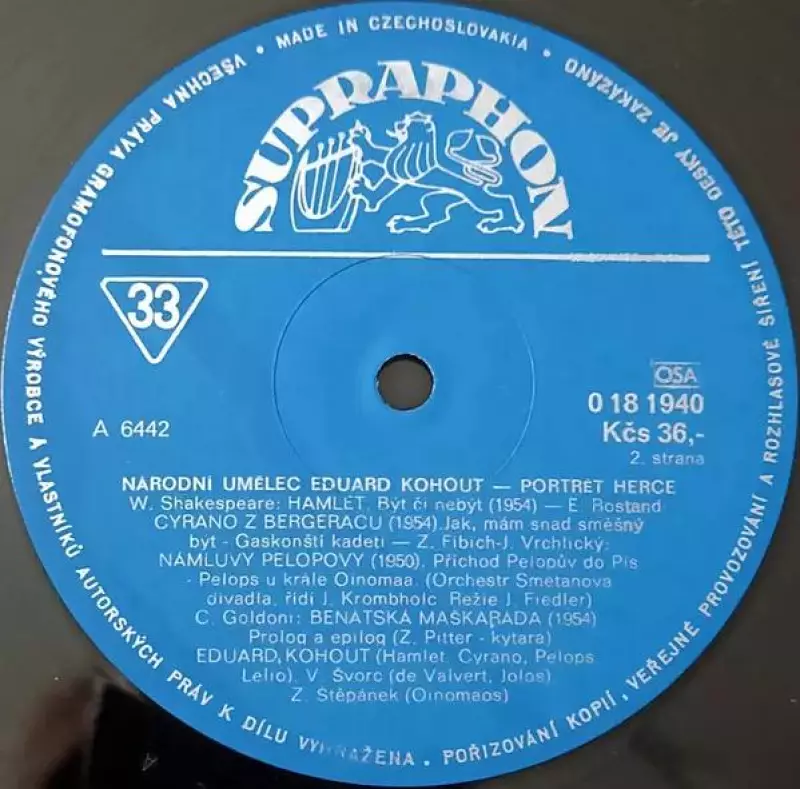 VŠECHNA PRÁVA GRAMOFONOVÉHO VÝROBCE A VLASTNÍKŮ AUTORSKÝCH PRÁV K DÍLU VYHRAŽENA. POŘIZOVÁNÍ KOPIÍ, VEŘEJNÉ PROVOZOVÁNÍ A ROZHLASOVÉ ŠÍŘENÍ TÉTO DESKY JE ZAKÁZÁNO • MADE IN CZECHOSLOVAKIA •
SUPRAPHON
33
OSA
A 6442
0 18 1940
Kčs 36,-
2. strana
NÁRODNÍ UMĚLEC EDUARD KOHOUT — PORTRÉT HERCE
W. Shakespeare: HAMLET. Být či nebýt (1954) — E. Rostand
CYRANO Z BERGERACU (1954).Jak, mám snad směšný
být - Gaskonští kadeti — Z. Fibich-J. Vrchlický:
NÁMLUVY PELOPOVY (1950). Příchod Pelopův do Pis
- Pelops u krále Oinomaa. (Orchestr Smetanova
divadla, řídí J. Krombholc. Režie J. Fiedler)
C. Goldoni: BENÁTSKÁ MAŠKARÁDA (1954)
Prolog a epilog (Z. Pitter - kytara)
EDUARD KOHOUT (Hamlet, Cyrano, Pelops
Lelio), V. Švorc (de Valvert, Jolos)
Z. Štěpánek (Oinomaos)